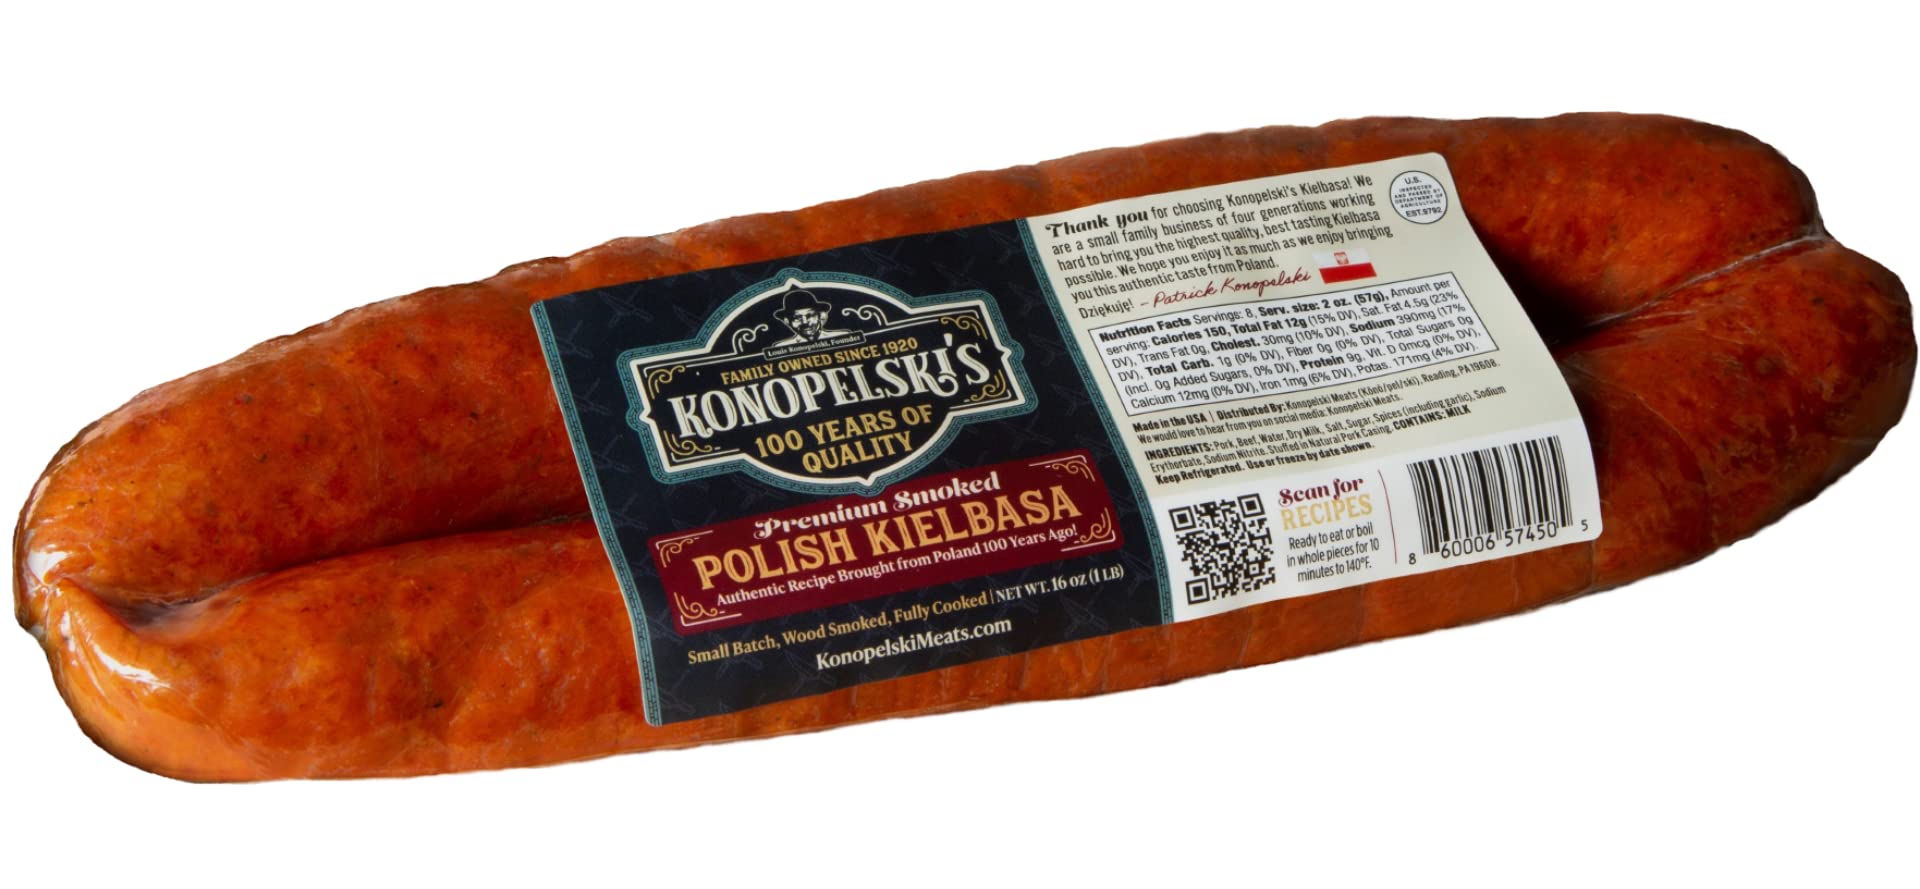 Louis Konopelski, Founder
FAMILY OWNED SINCE 1920
KONOPELSKI'S
100 YEARS OF
QUALITY
Premium Smoked
POLISH KIELBASA
Authentic Recipe Brought from Poland 100 Years Ago!
Small Batch, Wood Smoked, Fully Cooked | NET WT. 16 oz (1 LB)
KonopelskiMeats.com
Thank you for choosing Konopelski's Kielbasa! We
are a small family business of four generations working
hard to bring you the highest quality, best tasting Kielbasa
possible. We hope you enjoy it as much as we enjoy bringing
you this authentic taste from Poland.
Dziękuję! - Patrick Konopelski
U.S.
INSPECTED
AND PASSED BY
DEPARTMENT OF
AGRICULTURE
EST.9792
Nutrition Facts Servings: 8, Serv. size: 2 oz. (57g), Amount per
serving: Calories 150, Total Fat 12g (15% DV), Sat. Fat 4.5g (23%
DV), Trans Fat 0g, Cholest. 30mg (10% DV), Sodium 390mg (17%
DV), Total Carb. 1g (0% DV), Fiber 0g (0% DV), Total Sugars 0g
(Incl. 0g Added Sugars, 0% DV), Protein 9g, Vit. D 0mcg (0% DV),
Calcium 12mg (0% DV), Iron 1mg (6% DV), Potas. 171mg (4% DV).
Made in the USA | Distributed By: Konopelski Meats (Kōnō/pel/ski), Reading, PA 19608.
We would love to hear from you on social media: Konopelski Meats.
INGREDIENTS: Pork, Beef, Water, Dry Milk, Salt, Sugar, Spices (including garlic), Sodium
Erythorbate, Sodium Nitrite. Stuffed in Natural Pork Casing. CONTAINS: MILK
Keep Refrigerated. Use or freeze by date shown.
Scan for
RECIPES
Ready to eat or boil
in whole pieces for 10
minutes to 140°F.
8 60006 57450 5